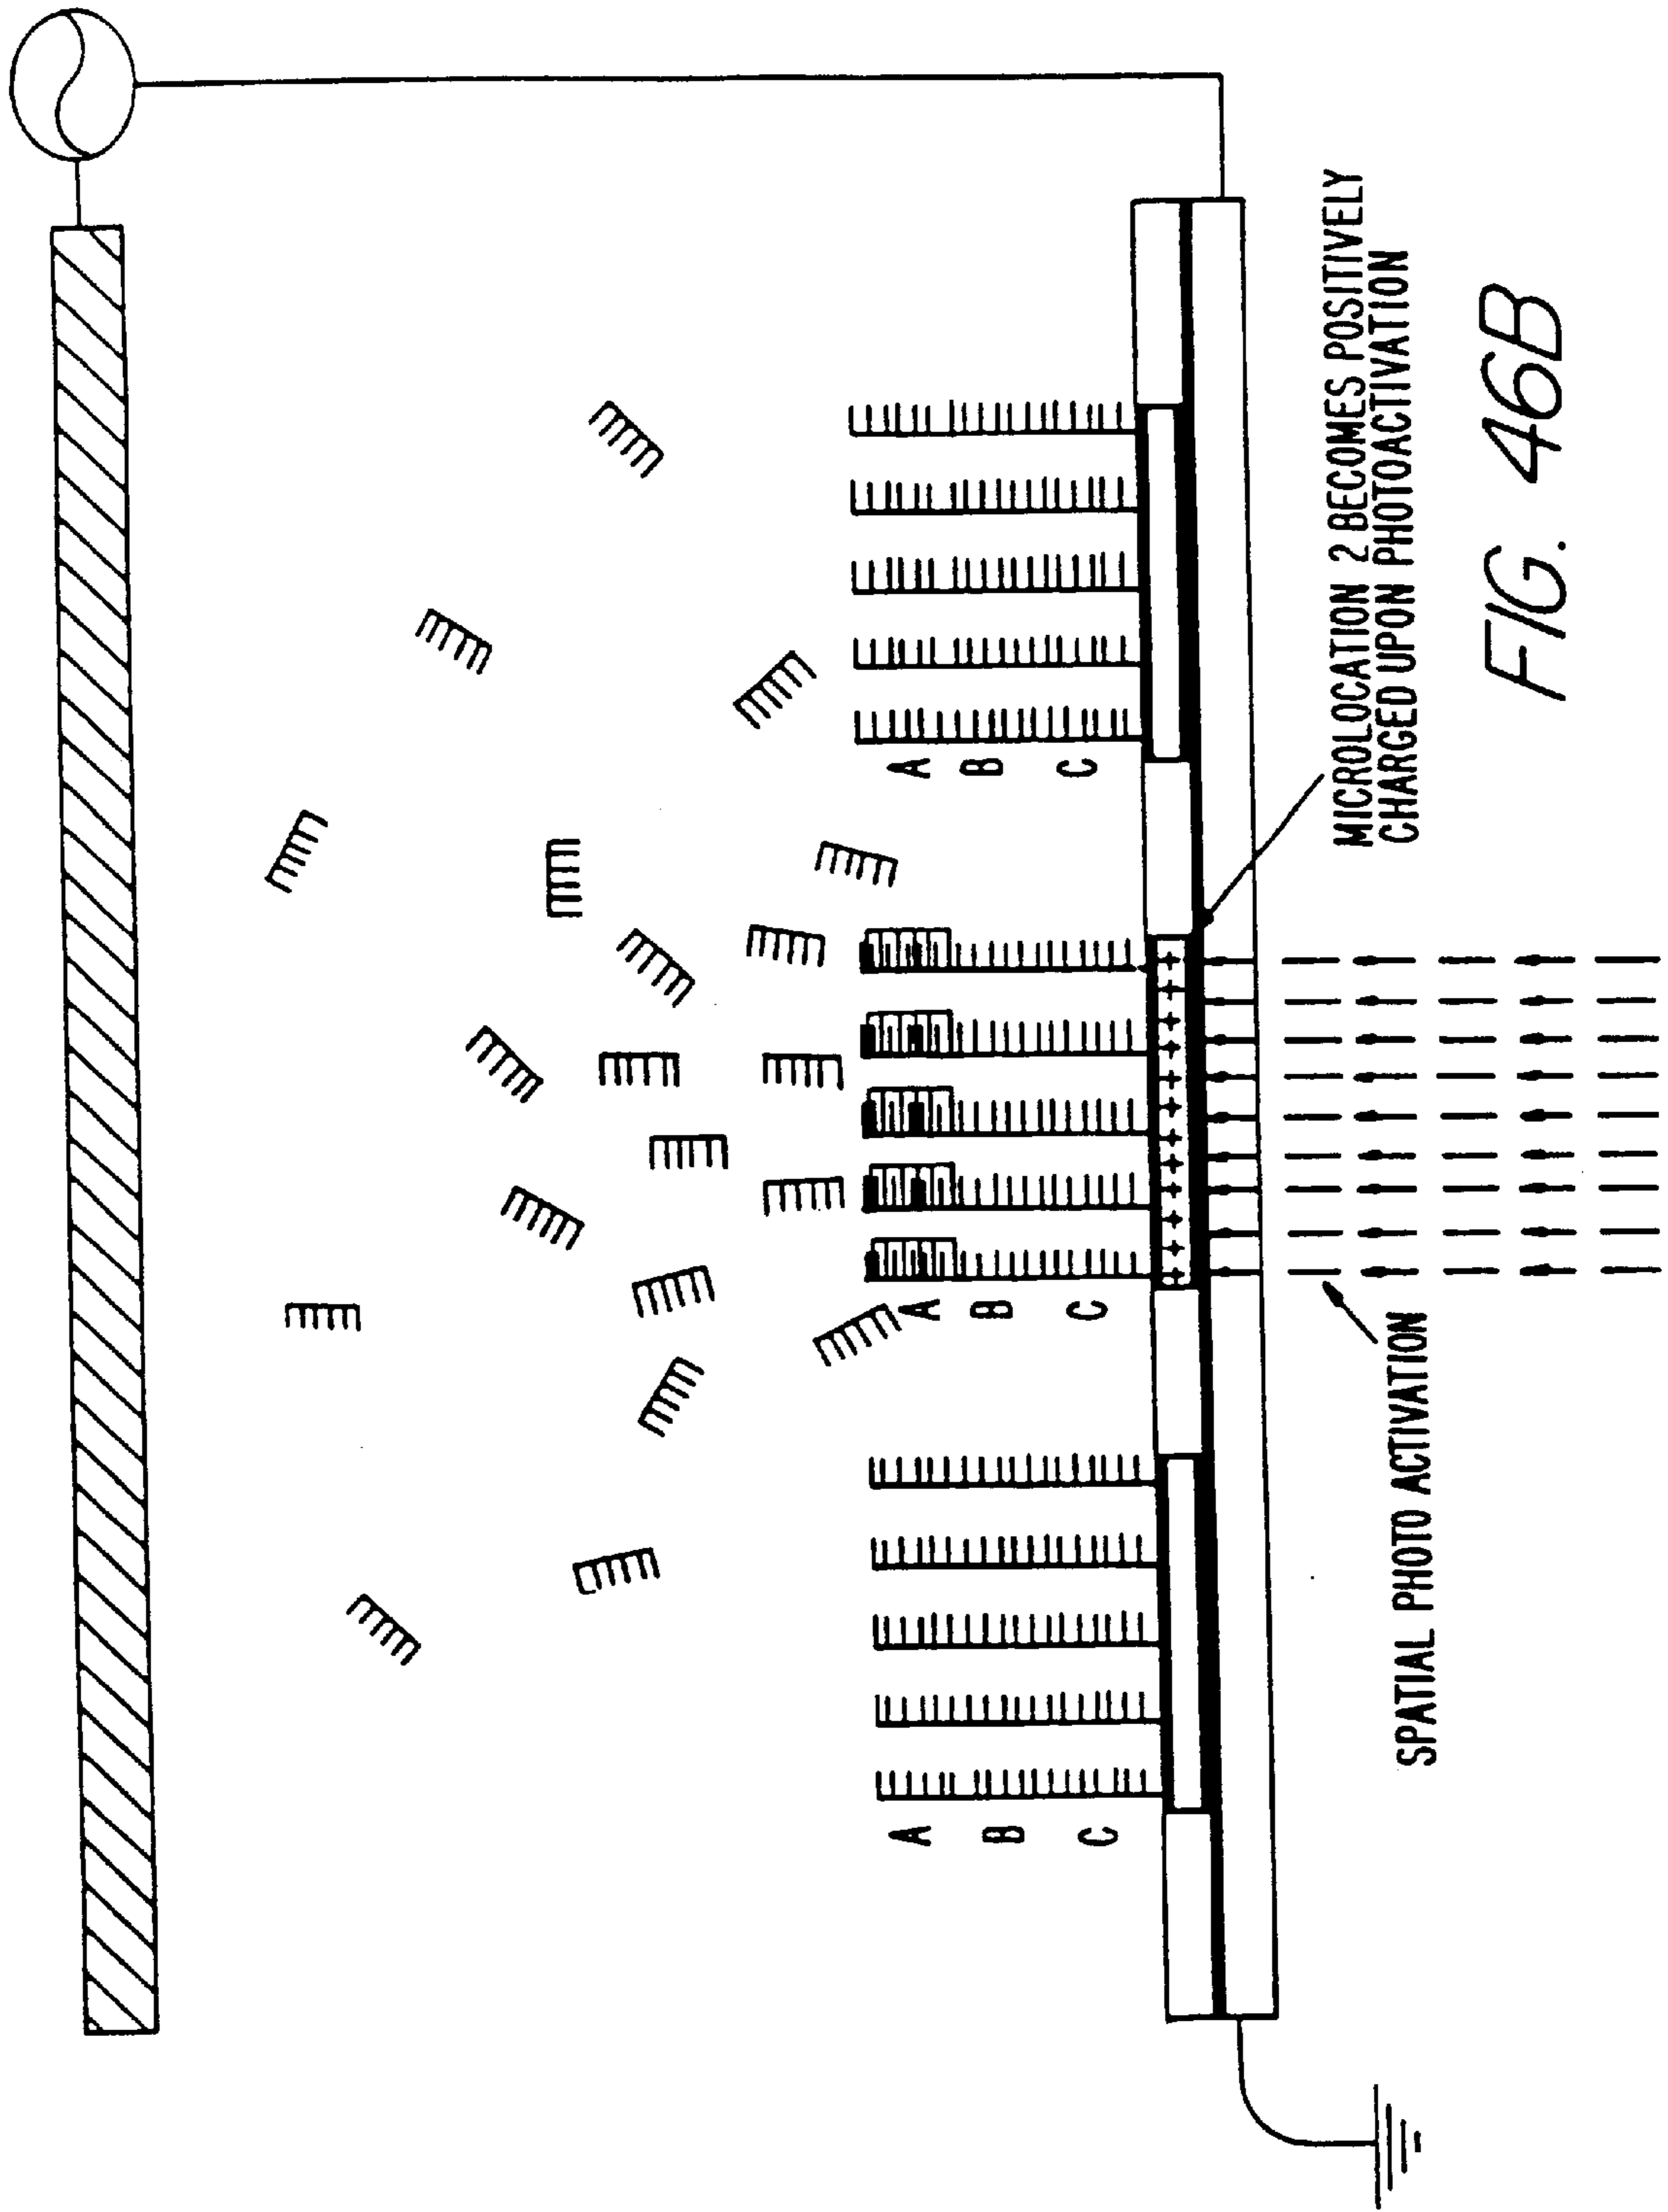 A
B
C
A
B
C
A
B
C
MICROLOCATION 2 BECOMES POSITIVELY
CHARGED UPON PHOTOACTIVATION
SPATIAL PHOTO ACTIVATION
FIG. 46B